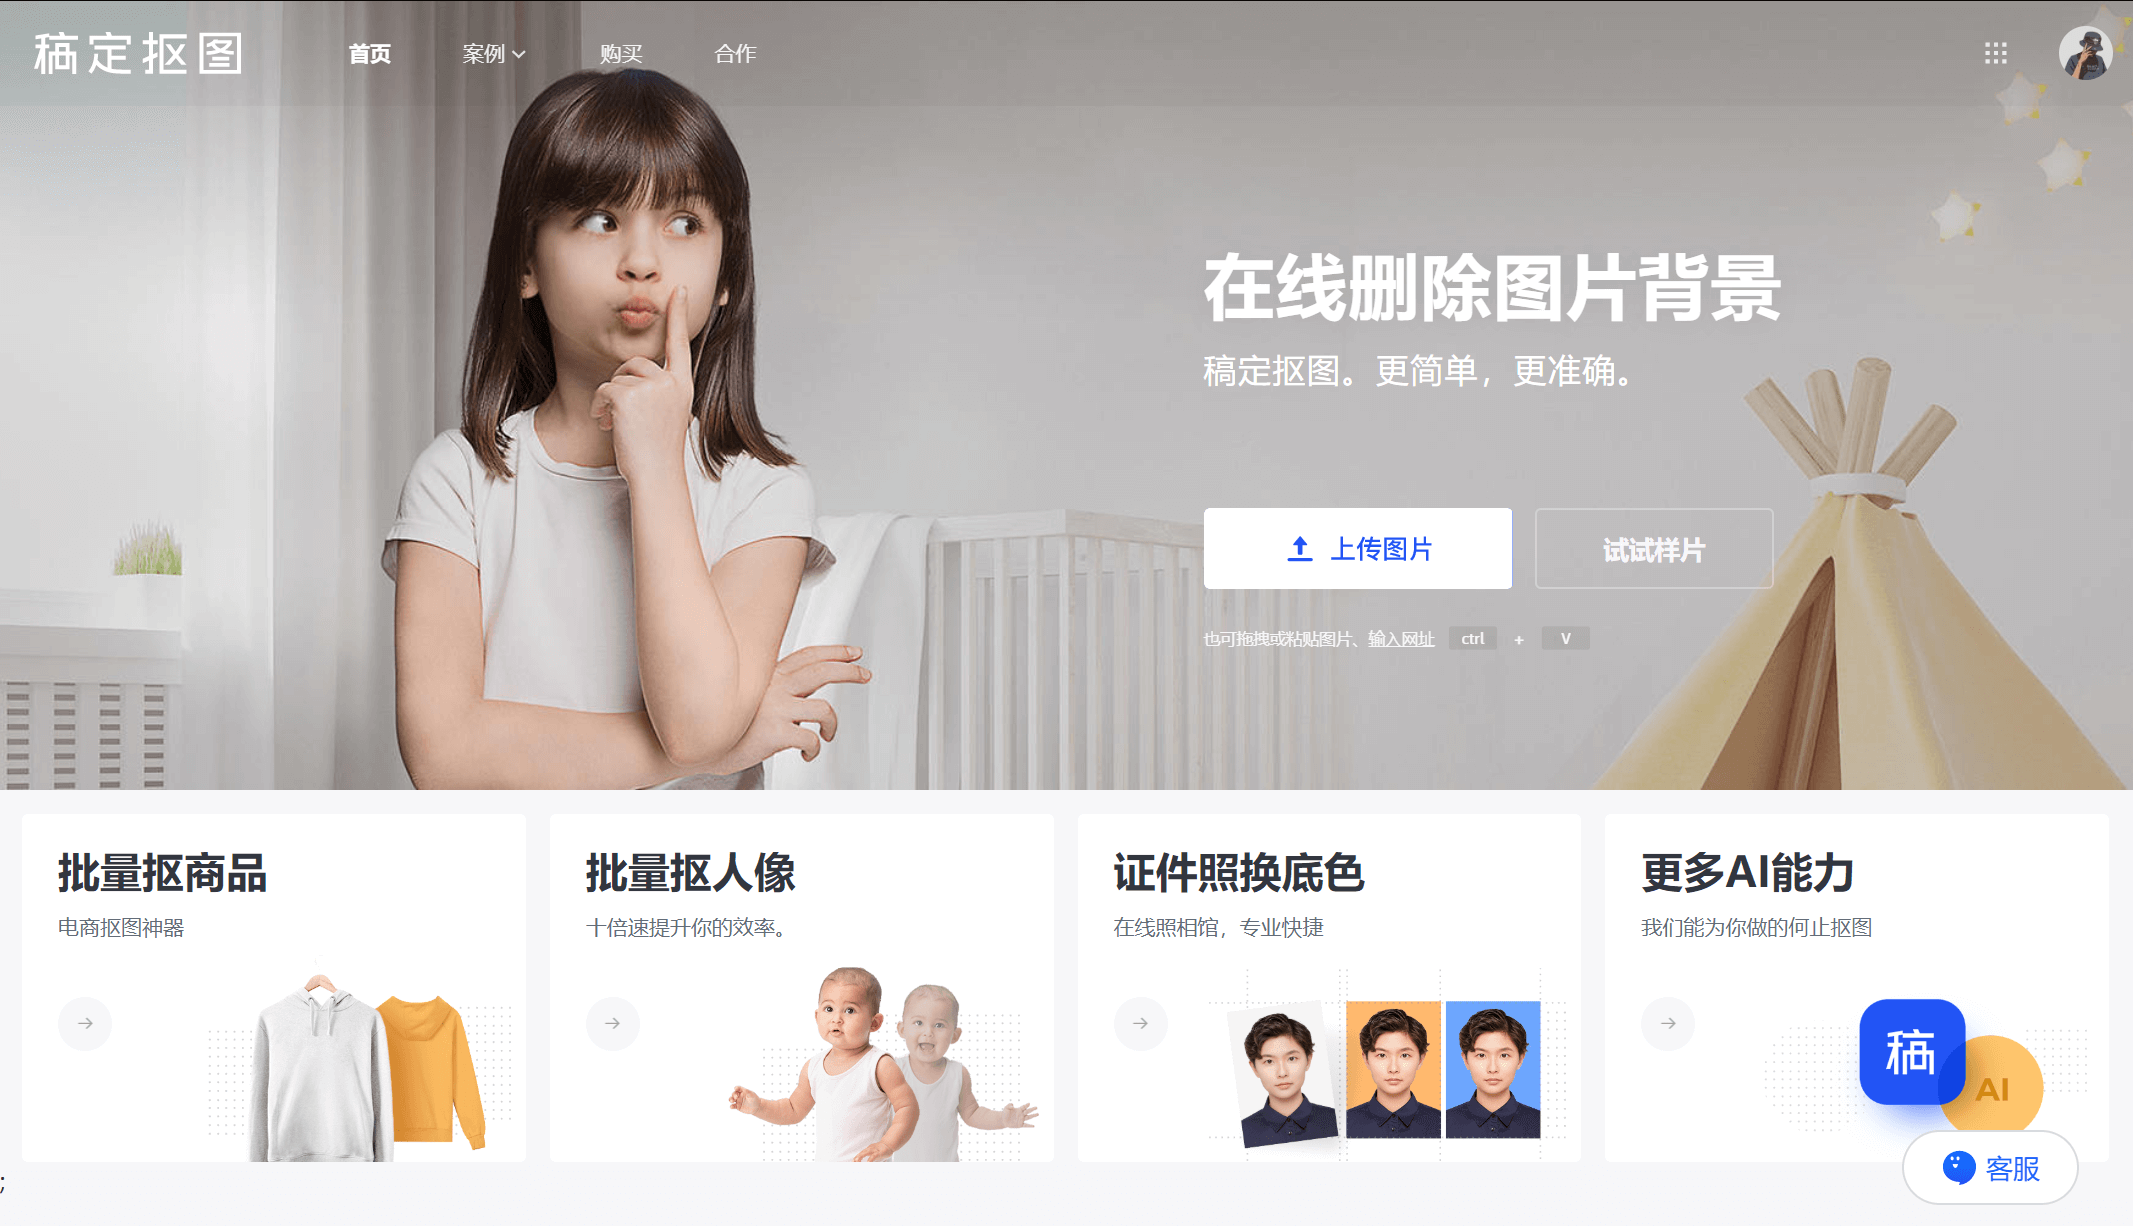 稿定抠图
首页 案例 购买 合作
在线删除图片背景
稿定抠图。更简单，更准确。
上传图片 试试样片
也可拖拽或粘贴图片、输入网址 ctrl + V
批量抠商品
电商抠图神器
批量抠人像
十倍速提升你的效率。
证件照换底色
在线照相馆，专业快捷
更多AI能力
我们能为你做的何止抠图
稿
AI
客服
;